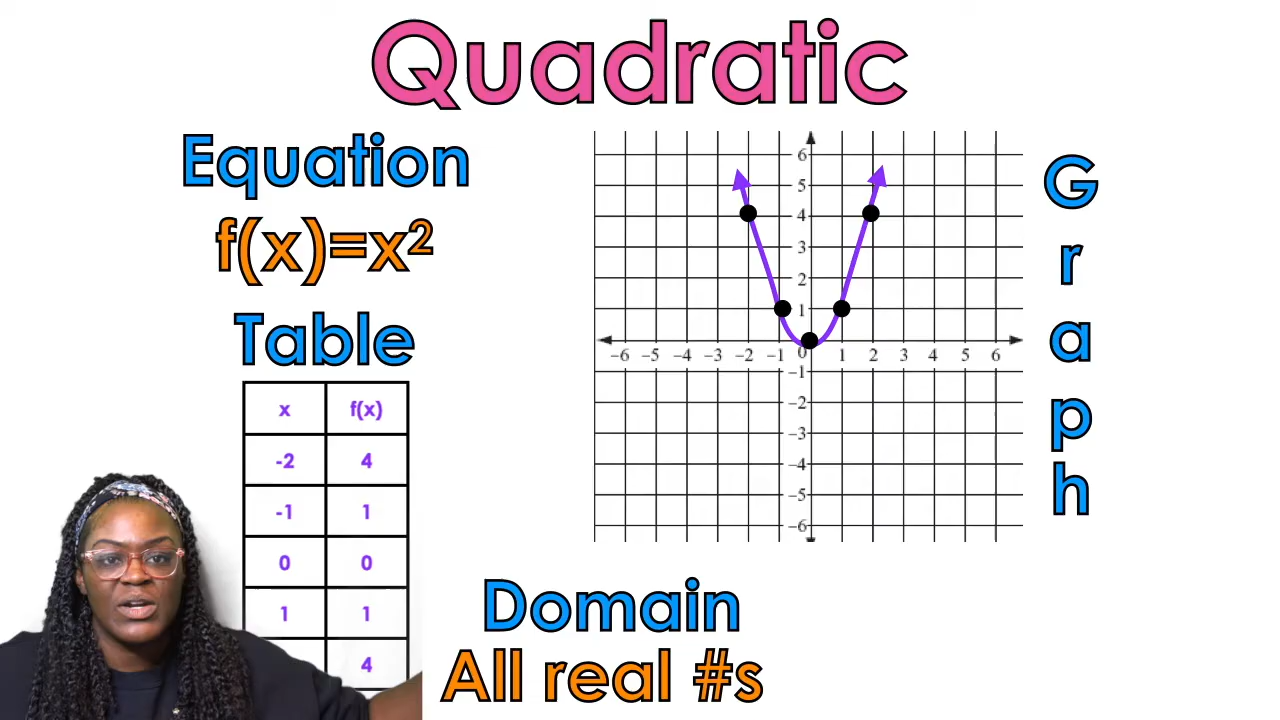 Quadratic
Equation
f(x)=x²
Table
x f(x)
-2 4
-1 1
0 0
1 1
4
6
5
4
3
2
1
0
-6 -5 -4 -3 -2 -1 1 2 3 4 5 6
-1
-2
-3
-4
-5
-6
Graph
Domain
All real #s